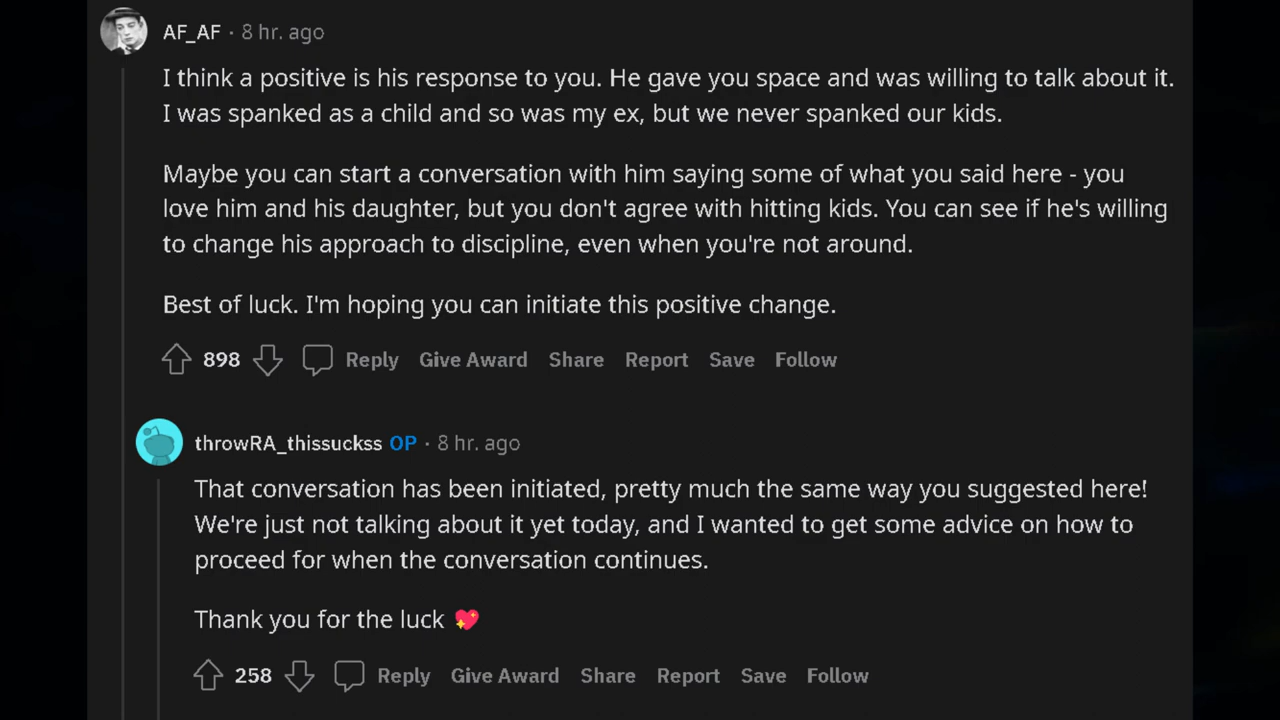 AF_AF · 8 hr. ago
I think a positive is his response to you. He gave you space and was willing to talk about it.
I was spanked as a child and so was my ex, but we never spanked our kids.
Maybe you can start a conversation with him saying some of what you said here - you
love him and his daughter, but you don't agree with hitting kids. You can see if he's willing
to change his approach to discipline, even when you're not around.
Best of luck. I'm hoping you can initiate this positive change.
898 Reply Give Award Share Report Save Follow
throwRA_thissuckss OP · 8 hr. ago
That conversation has been initiated, pretty much the same way you suggested here!
We're just not talking about it yet today, and I wanted to get some advice on how to
proceed for when the conversation continues.
Thank you for the luck 💖
258 Reply Give Award Share Report Save Follow